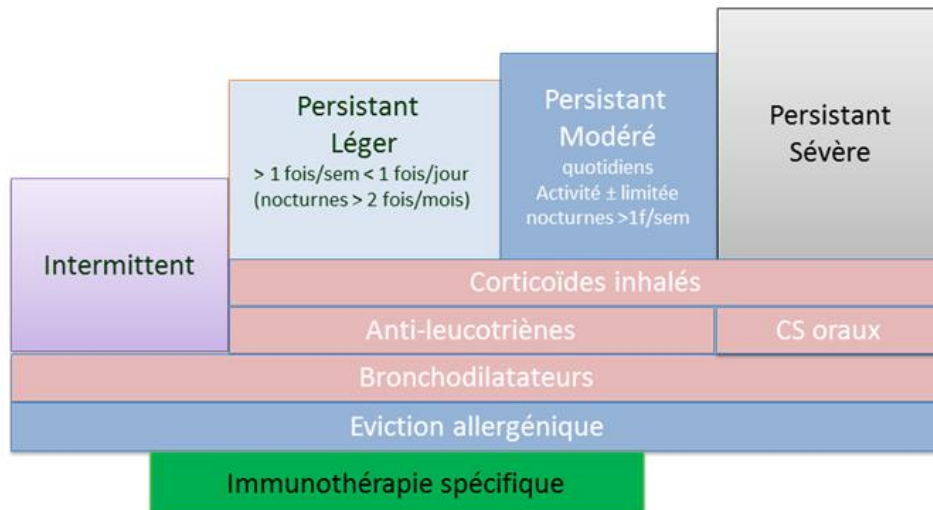 Persistant
Léger
> 1 fois/sem < 1 fois/jour
(nocturnes > 2 fois/mois)
Persistant
Modéré
quotidiens
Activité ± limitée
nocturnes >1f/sem
Persistant
Sévère
Intermittent
Corticoïdes inhalés
Anti-leucotriènes
CS oraux
Bronchodilatateurs
Eviction allergénique
Immunothérapie spécifique